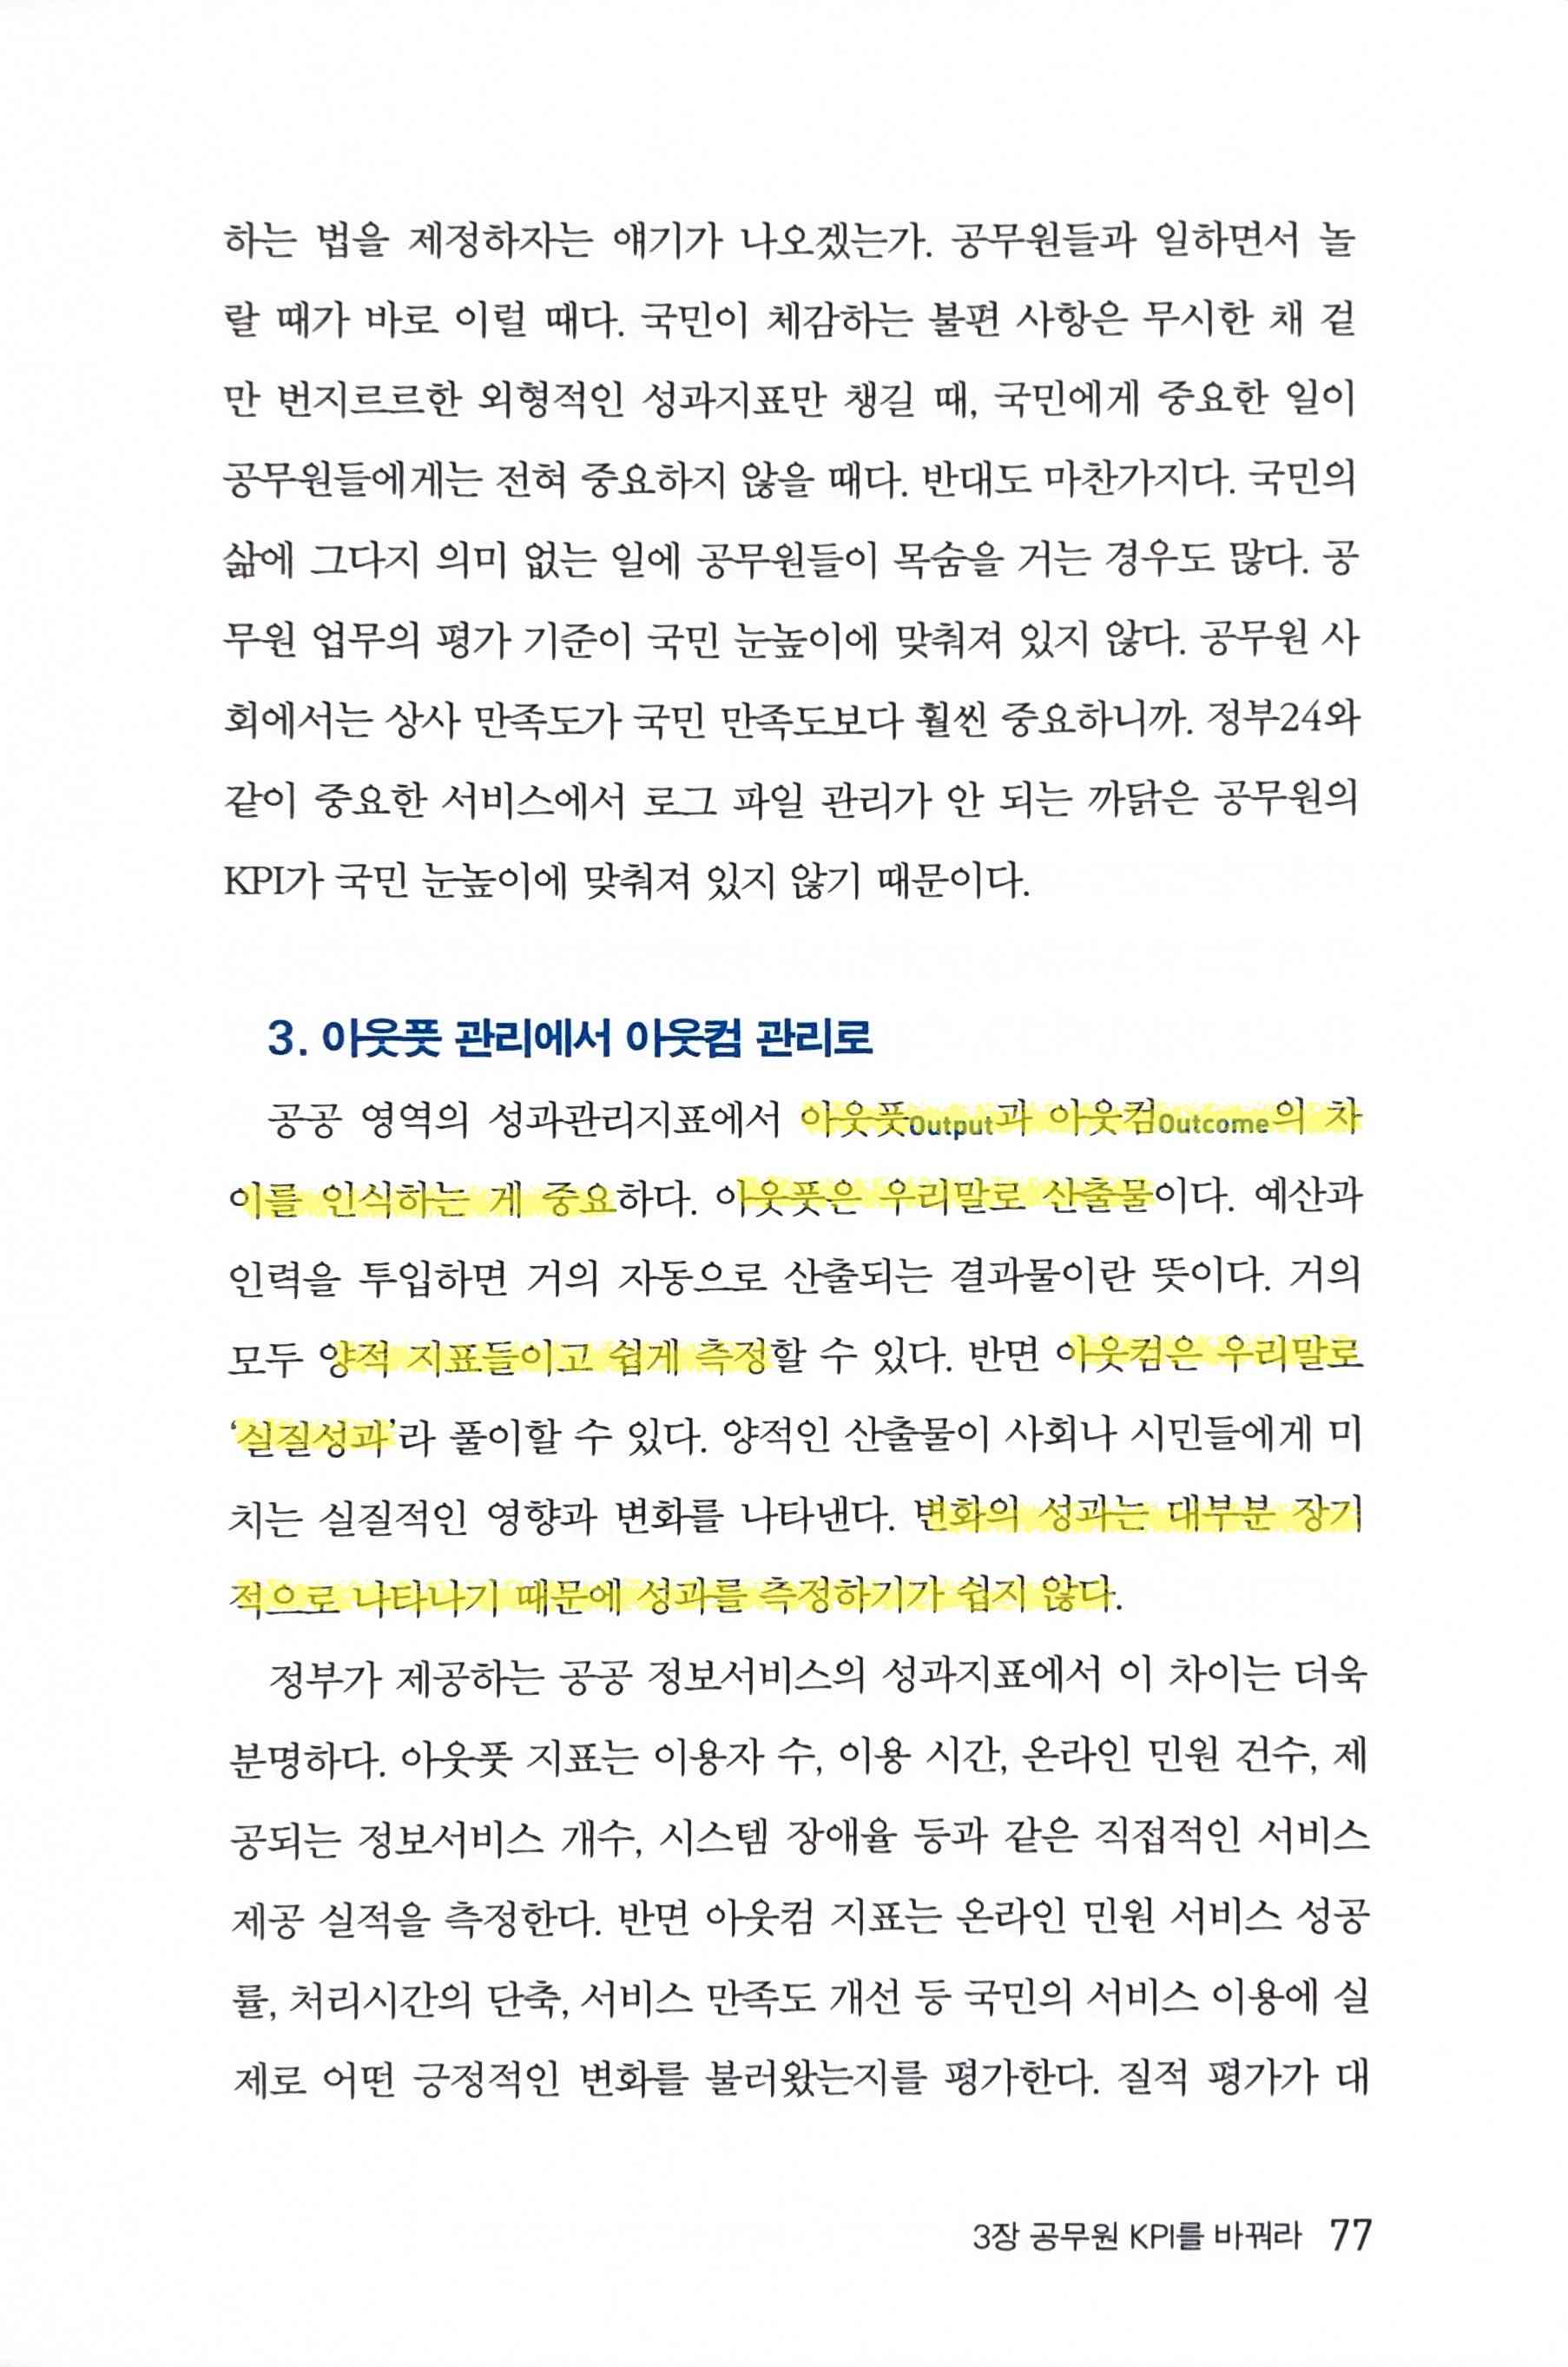 하는 법을 제정하자는 얘기가 나오겠는가. 공무원들과 일하면서 놀
랄 때가 바로 이럴 때다. 국민이 체감하는 불편 사항은 무시한 채 겉
만 번지르르한 외형적인 성과지표만 챙길 때, 국민에게 중요한 일이
공무원들에게는 전혀 중요하지 않을 때다. 반대도 마찬가지다. 국민의
삶에 그다지 의미 없는 일에 공무원들이 목숨을 거는 경우도 많다. 공
무원 업무의 평가 기준이 국민 눈높이에 맞춰져 있지 않다. 공무원 사
회에서는 상사 만족도가 국민 만족도보다 훨씬 중요하니까. 정부24와
같이 중요한 서비스에서 로그 파일 관리가 안 되는 까닭은 공무원의
KPI가 국민 눈높이에 맞춰져 있지 않기 때문이다.
3. 아웃풋 관리에서 아웃컴 관리로
공공 영역의 성과관리지표에서 아웃풋Output과 아웃컴Outcome의 차
이를 인식하는 게 중요하다. 아웃풋은 우리말로 산출물이다. 예산과
인력을 투입하면 거의 자동으로 산출되는 결과물이란 뜻이다. 거의
모두 양적 지표들이고 쉽게 측정할 수 있다. 반면 아웃컴은 우리말로
‘실질성과’라 풀이할 수 있다. 양적인 산출물이 사회나 시민들에게 미
치는 실질적인 영향과 변화를 나타낸다. 변화의 성과는 대부분 장기
적으로 나타나기 때문에 성과를 측정하기가 쉽지 않다.
정부가 제공하는 공공 정보서비스의 성과지표에서 이 차이는 더욱
분명하다. 아웃풋 지표는 이용자 수, 이용 시간, 온라인 민원 건수, 제
공되는 정보서비스 개수, 시스템 장애율 등과 같은 직접적인 서비스
제공 실적을 측정한다. 반면 아웃컴 지표는 온라인 민원 서비스 성공
률, 처리시간의 단축, 서비스 만족도 개선 등 국민의 서비스 이용에 실
제로 어떤 긍정적인 변화를 불러왔는지를 평가한다. 질적 평가가 대
3장 공무원 KPI를 바꿔라 77